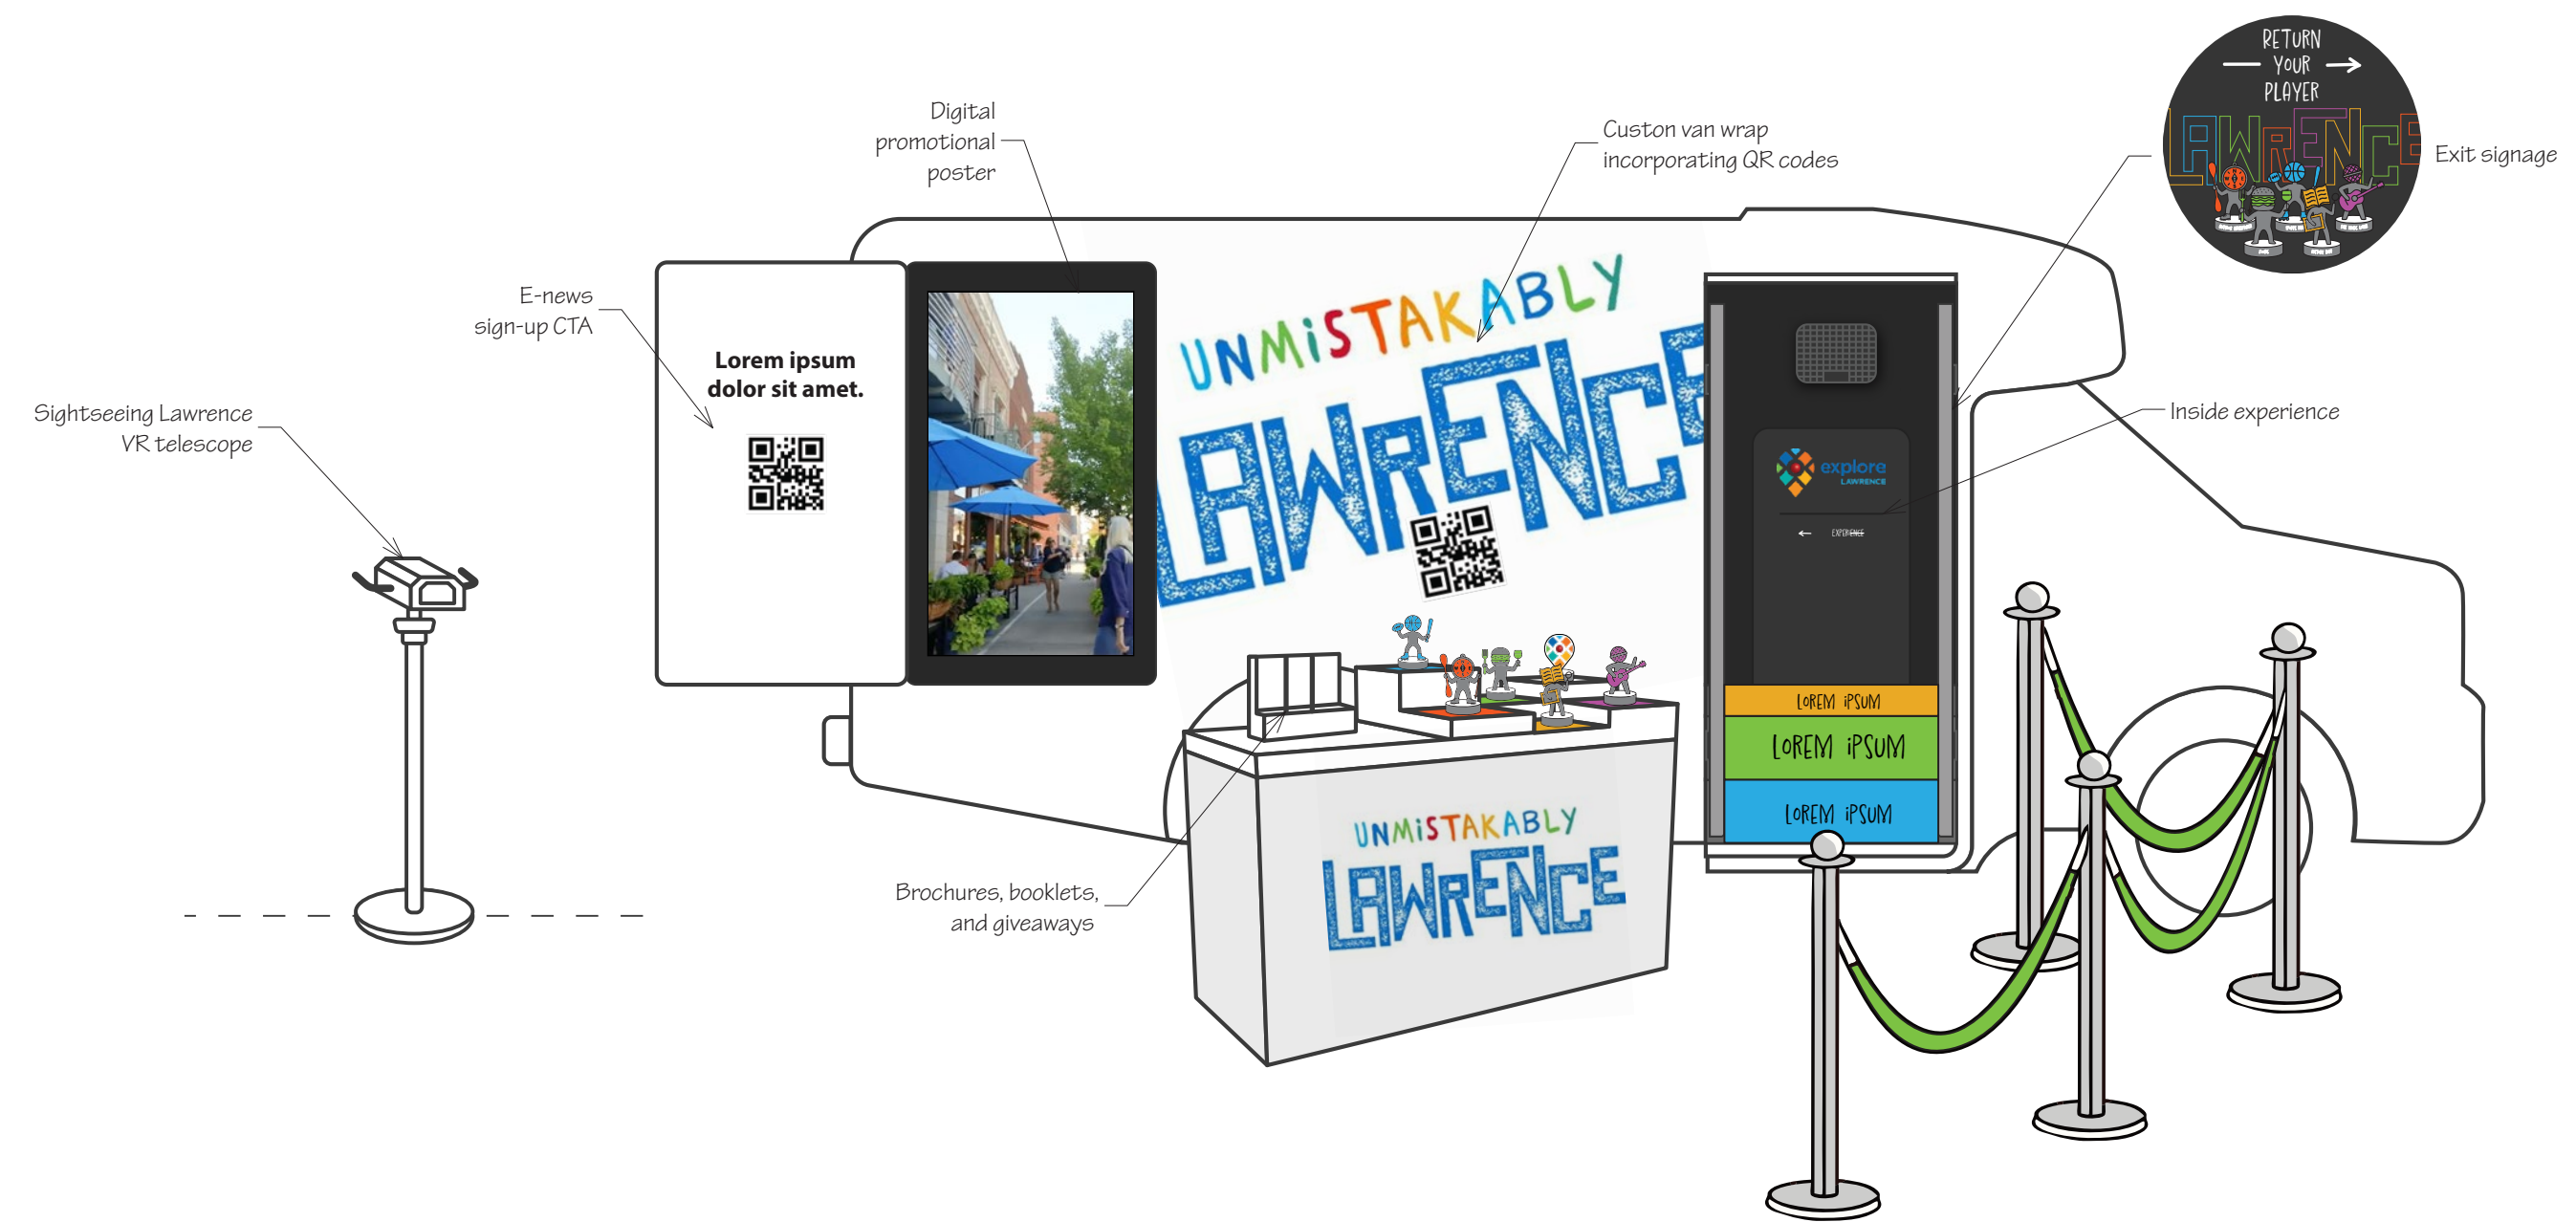 RETURN
YOUR
PLAYER
LAWRENCE
Exit signage
Digital
promotional
poster
Custon van wrap
incorporating QR codes
E-news
sign-up CTA
Lorem ipsum
dolor sit amet.
Sightseeing Lawrence
VR telescope
UNMiSTAKABLY
LAWRENCE
Inside experience
explore
LAWRENCE
EXPERIENCE
LOREM iPSUM
LOREM iPSUM
LOREM iPSUM
UNMiSTAKABLY
LAWRENCE
Brochures, booklets,
and giveaways